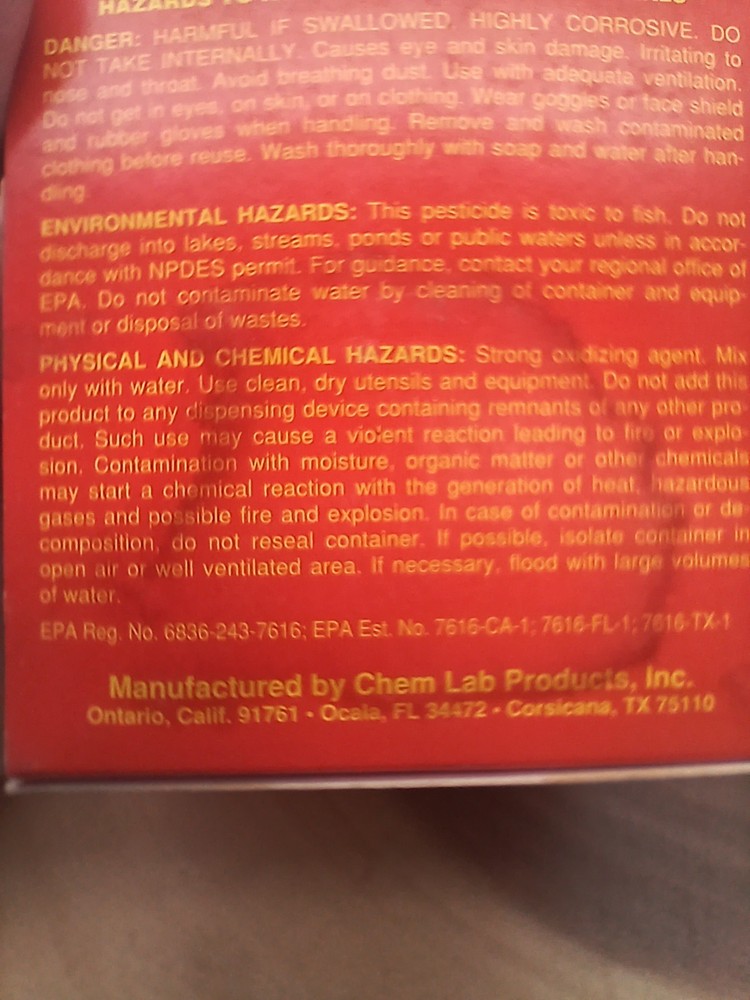 HAZARDS TO
DANGER: HARMFUL IF SWALLOWED. HIGHLY CORROSIVE. DO
NOT TAKE INTERNALLY. Causes eye and skin damage. Irritating to
nose and throat. Avoid breathing dust. Use with adequate ventilation.
Do not get in eyes, on skin, or on clothing. Wear goggles or face shield
and rubber gloves when handling. Remove and wash contaminated
clothing before reuse. Wash thoroughly with soap and water after han-
dling
ENVIRONMENTAL HAZARDS: This pesticide is toxic to fish. Do not
discharge into lakes, streams, ponds or public waters unless in accor-
dance with NPDES permit. For guidance, contact your regional office of
EPA. Do not contaminate water by cleaning of container and equip-
ment or disposal of wastes.
PHYSICAL AND CHEMICAL HAZARDS: Strong oxidizing agent. Mix
only with water. Use clean, dry utensils and equipment. Do not add this
product to any dispensing device containing remnants of any other pro-
duct. Such use may cause a violent reaction leading to fire or explo-
sion. Contamination with moisture, organic matter or other chemicals
may start a chemical reaction with the generation of heat, hazardous
gases and possible fire and explosion. In case of contamination or de-
composition, do not reseal container. If possible, isolate container in
open air or well ventilated area. If necessary, flood with large volumes
of water.
EPA Reg. No. 6836-243-7616; EPA Est. No. 7616-CA-1; 7616-FL-1; 7616-TX-1
Manufactured by Chem Lab Products, Inc.
Ontario, Calif. 91761 • Ocala, FL 34472 • Corsicana, TX 75110